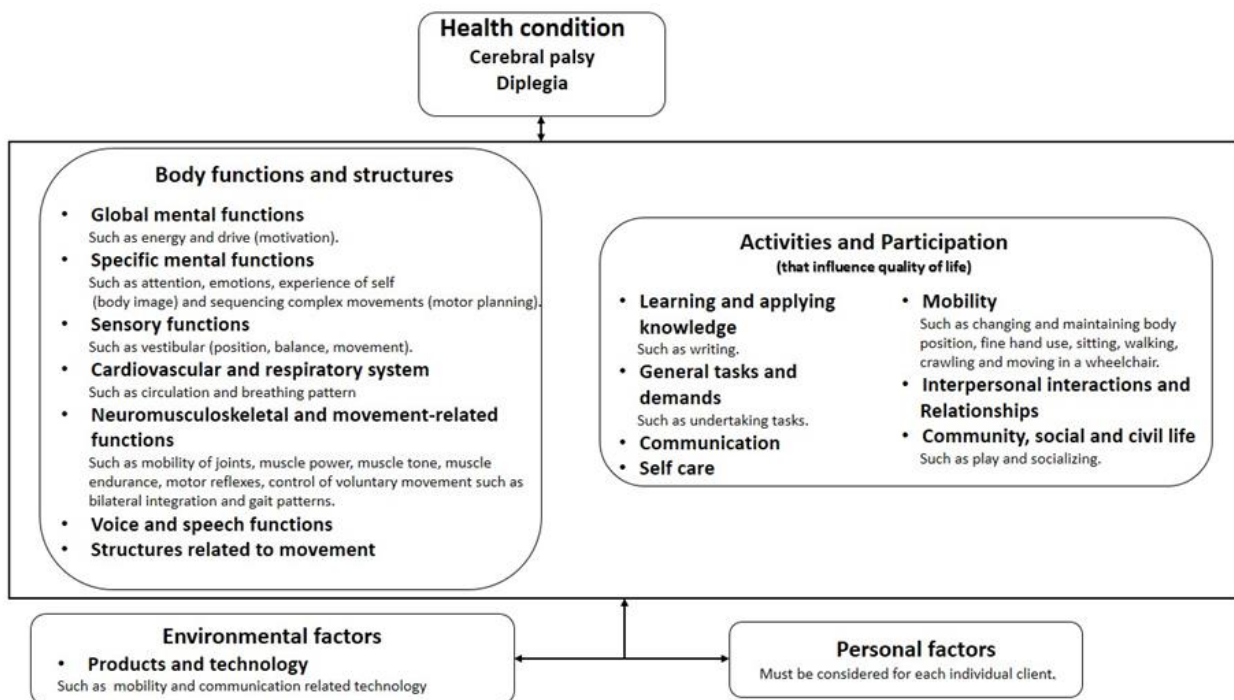 Health condition
Cerebral palsy
Diplegia
Body functions and structures
• Global mental functions
Such as energy and drive (motivation).
• Specific mental functions
Such as attention, emotions, experience of self
(body image) and sequencing complex movements (motor planning).
• Sensory functions
Such as vestibular (position, balance, movement).
• Cardiovascular and respiratory system
Such as circulation and breathing pattern
• Neuromusculoskeletal and movement-related
functions
Such as mobility of joints, muscle power, muscle tone, muscle
endurance, motor reflexes, control of voluntary movement such as
bilateral integration and gait patterns.
• Voice and speech functions
• Structures related to movement
Activities and Participation
(that influence quality of life)
• Learning and applying
knowledge
Such as writing.
• General tasks and
demands
Such as undertaking tasks.
• Communication
• Self care
• Mobility
Such as changing and maintaining body
position, fine hand use, sitting, walking,
crawling and moving in a wheelchair.
• Interpersonal interactions and
Relationships
• Community, social and civil life
Such as play and socializing.
Environmental factors
• Products and technology
Such as mobility and communication related technology
Personal factors
Must be considered for each individual client.